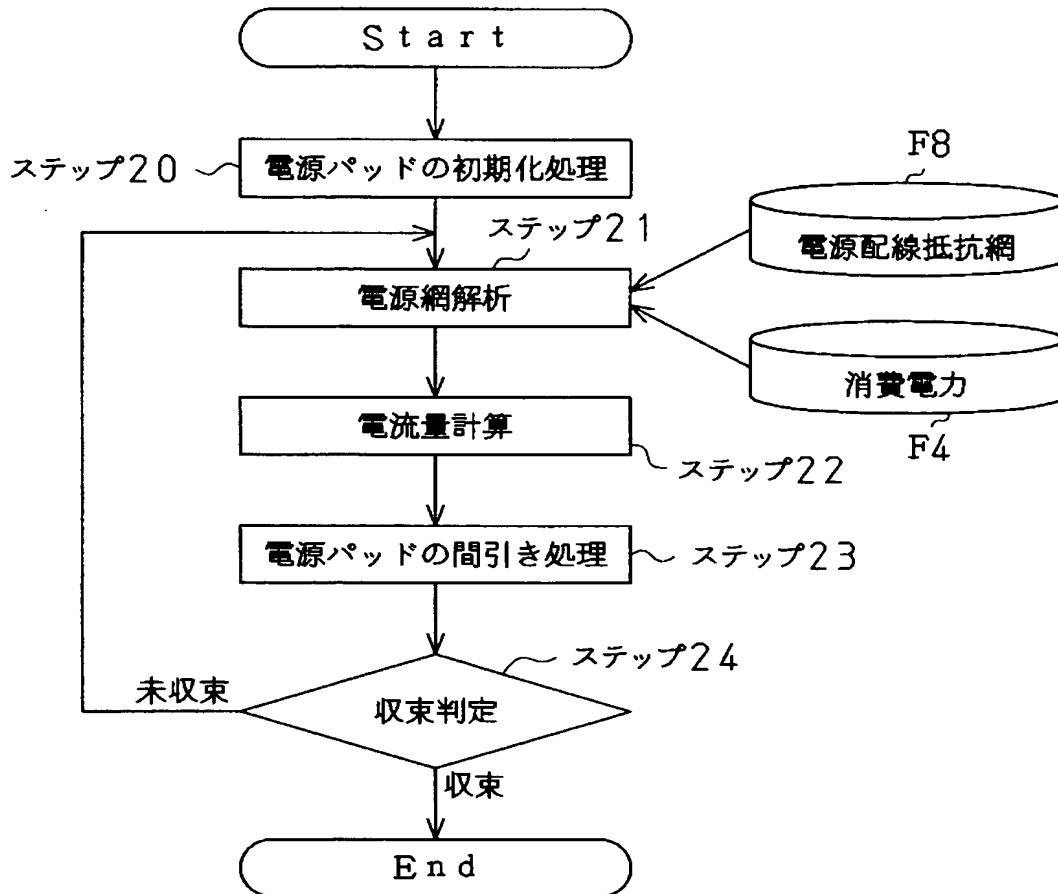 Start
ステップ20
電源パッドの初期化処理
F8
電源配線抵抗網
ステップ21
電源網解析
消費電力
F4
電流量計算
ステップ22
電源パッドの間引き処理
ステップ23
ステップ24
未収束
収束判定
収束
End